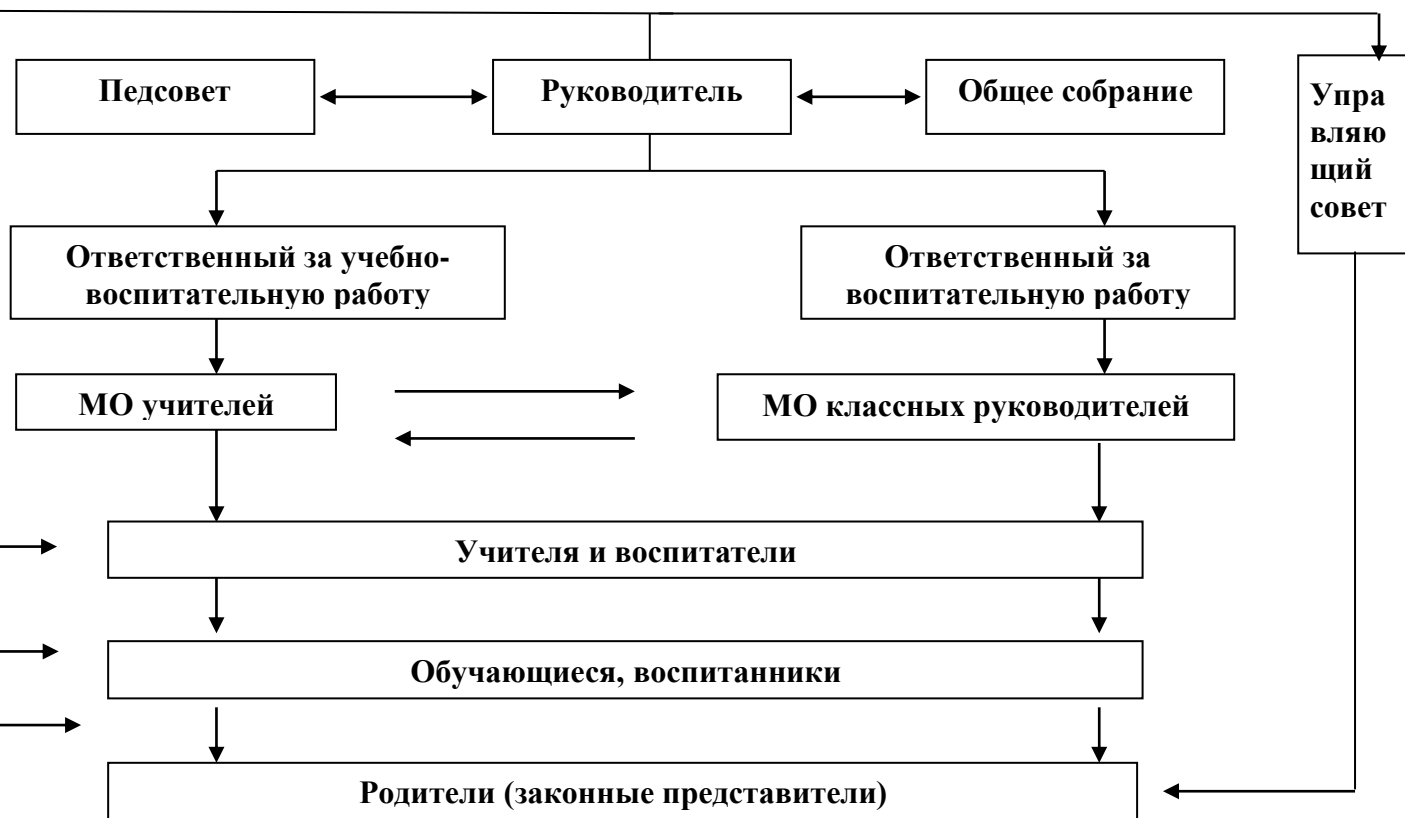 Педсовет
Руководитель
Общее собрание
Упра
вляю
щий
совет
Ответственный за учебно-
воспитательную работу
Ответственный за
воспитательную работу
МО учителей
МО классных руководителей
Учителя и воспитатели
Обучающиеся, воспитанники
Родители (законные представители)